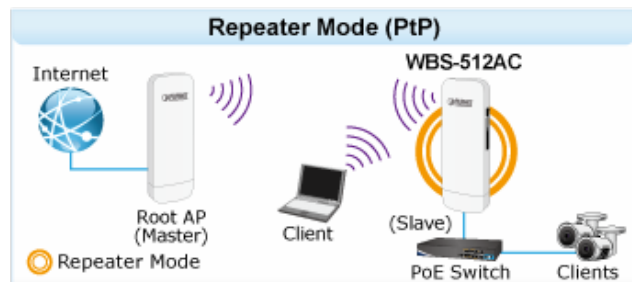 Repeater Mode (PtP)
Internet
WBS-512AC
Root AP
(Master)
Client
(Slave)
Repeater Mode
PoE Switch
Clients